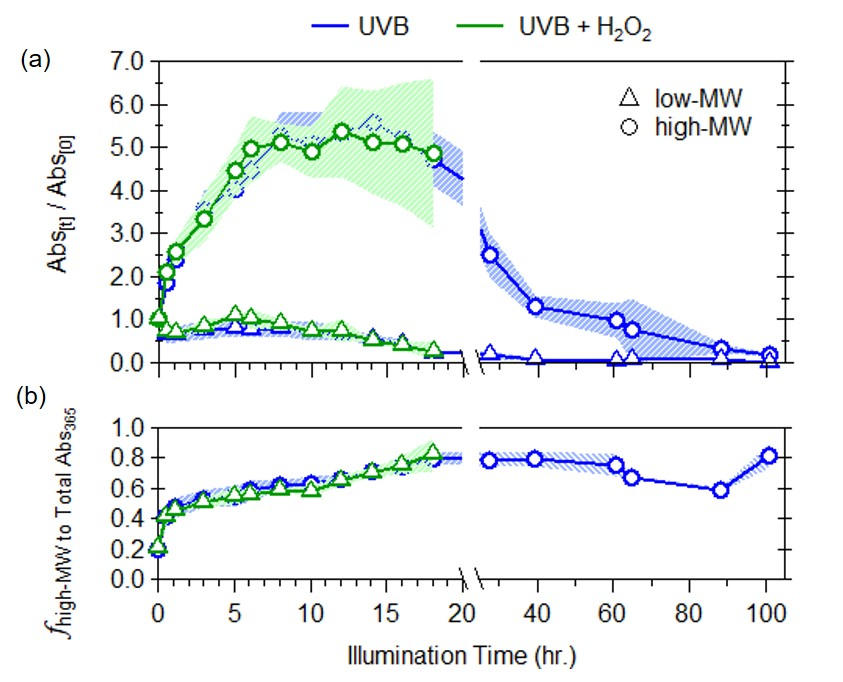 UVB UVB + H₂O₂
(a)
Abs[t] / Abs[0]
7.0
6.0
5.0
4.0
3.0
2.0
1.0
0.0
low-MW
high-MW
(b)
fhigh-MW to Total Abs365
1.0
0.8
0.6
0.4
0.2
0.0
0 5 10 15 20 40 60 80 100
Illumination Time (hr.)